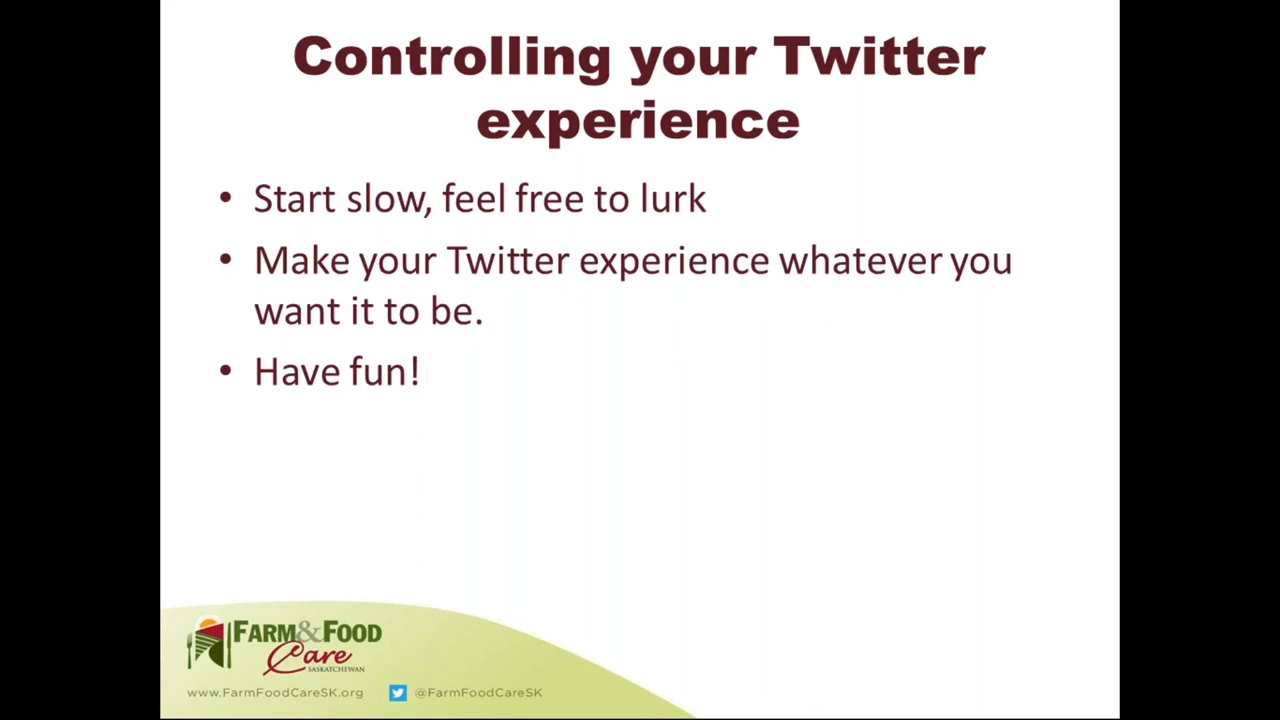 Controlling your Twitter
experience
• Start slow, feel free to lurk
• Make your Twitter experience whatever you
want it to be.
• Have fun!
FARM&FOOD
Care
SASKATCHEWAN
www.FarmFoodCareSK.org @FarmFoodCareSK